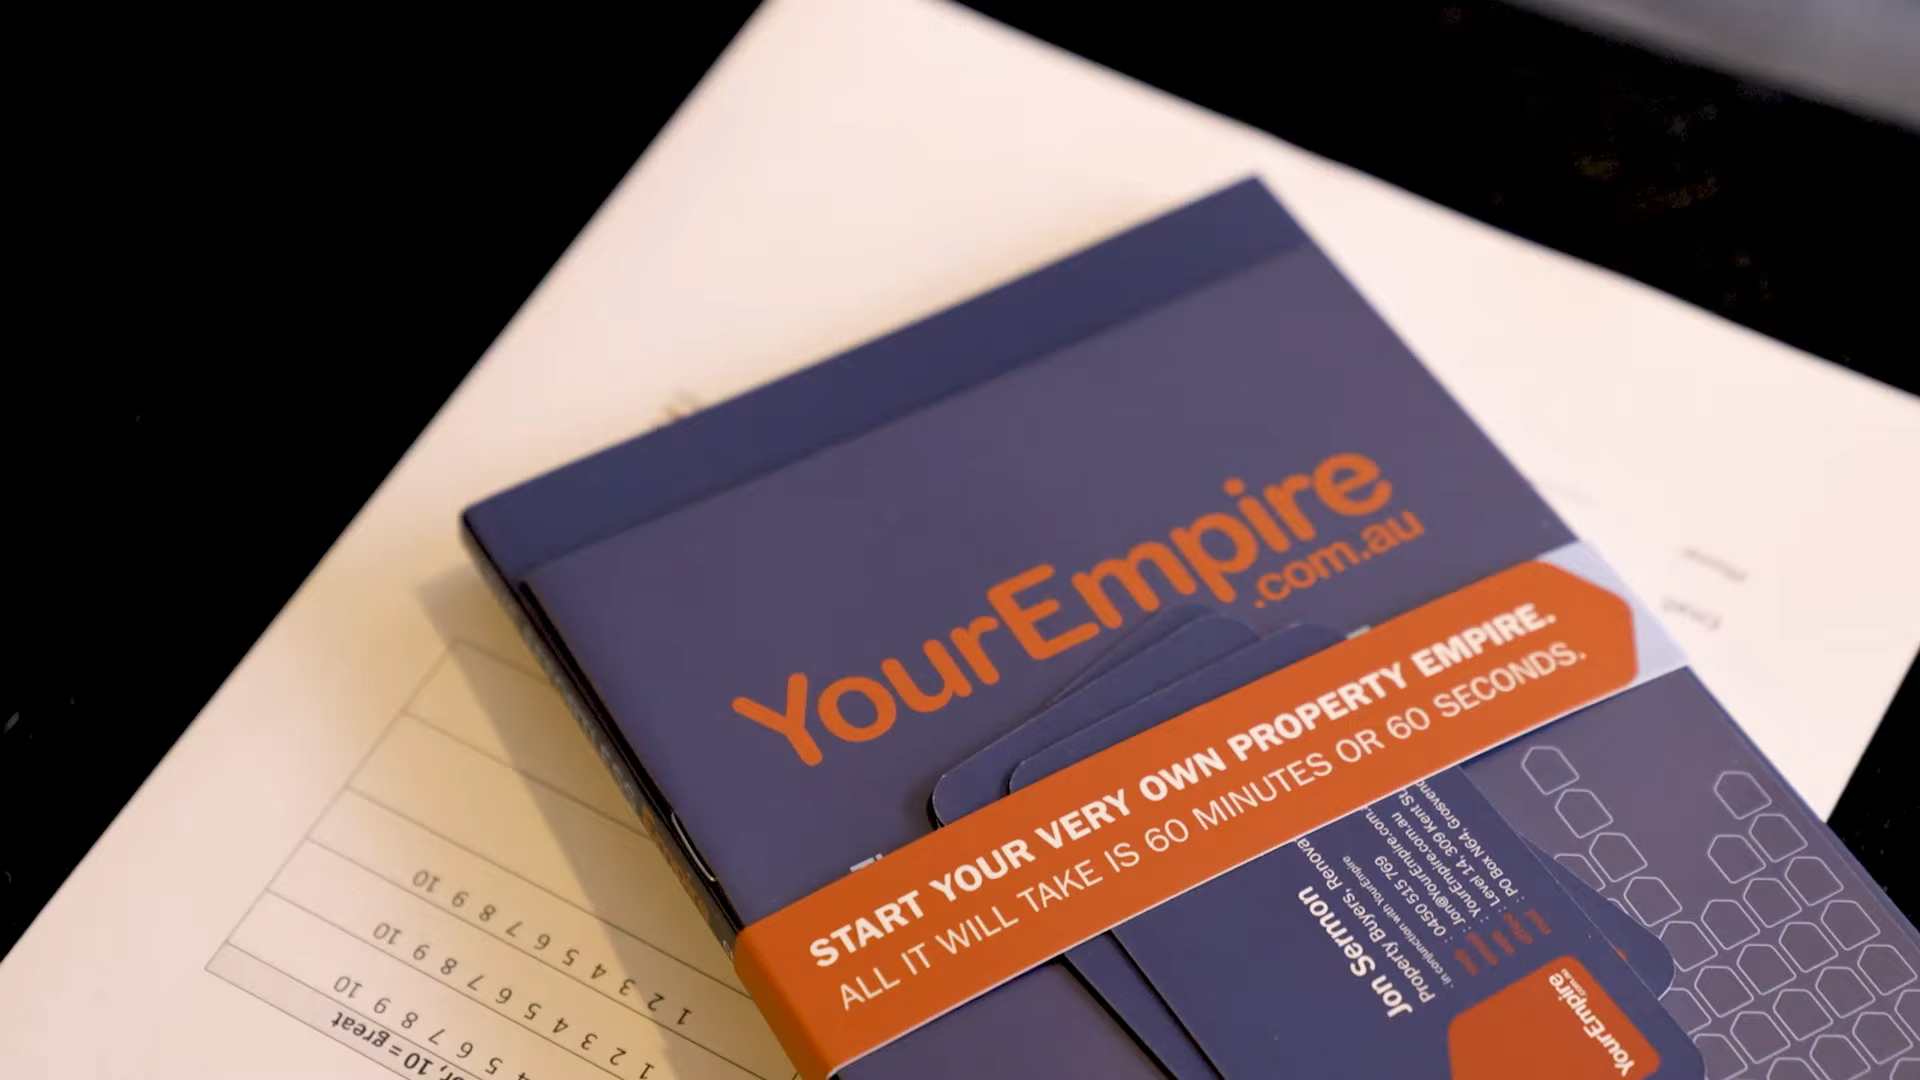 YourEmpire
.com.au
START YOUR VERY OWN PROPERTY EMPIRE.
ALL IT WILL TAKE IS 60 MINUTES OR 60 SECONDS.
Jon Sermon
Property Buyers, Renova
in conjunction with YourEmpire
: 0450 515 769
: Jon@YourEmpire.com.au
: YourEmpire.com.au
: Level 14, 309 Kent St
: PO Box N64, Grosveno
YourEmpire
.com.au
, 10 = great
4 5 6 7 8 9 10
1 2 3 4 5 6 7 8 9 10
1 2 3 4 5 6 7 8 9 10